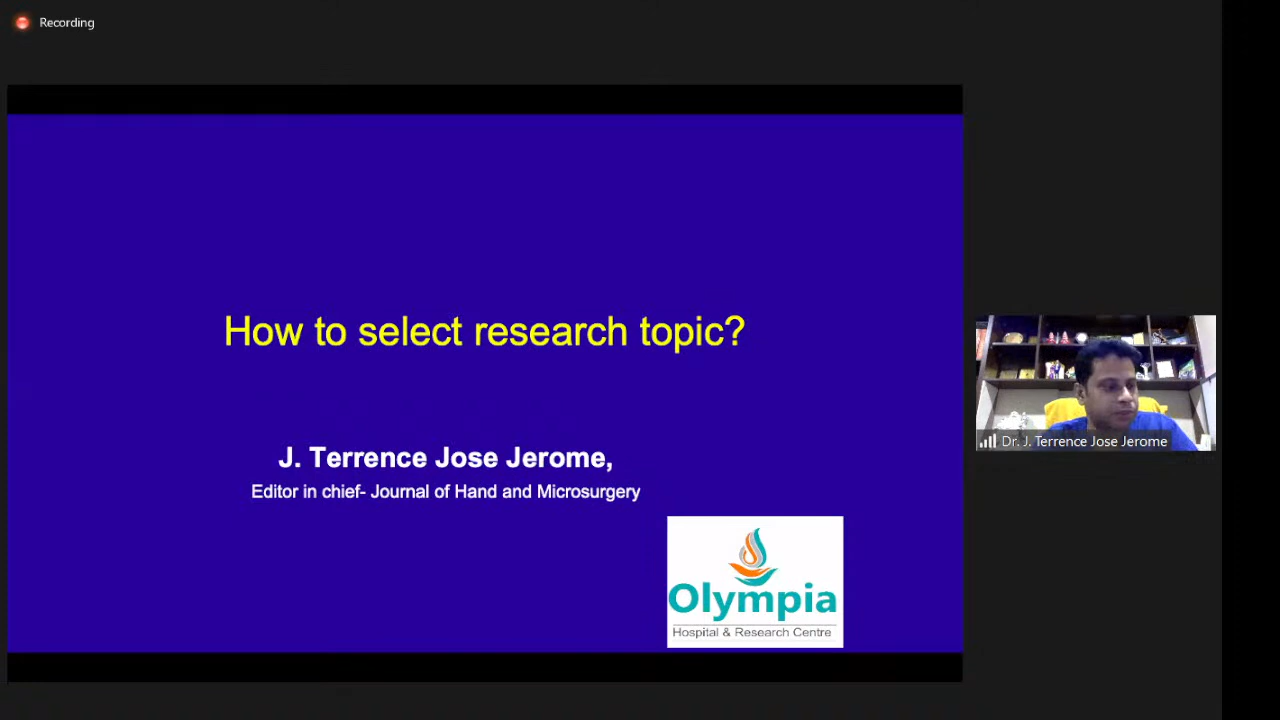 Recording
How to select research topic?
J. Terrence Jose Jerome,
Editor in chief- Journal of Hand and Microsurgery
Olympia
Hospital & Research Centre
Dr. J. Terrence Jose Jerome